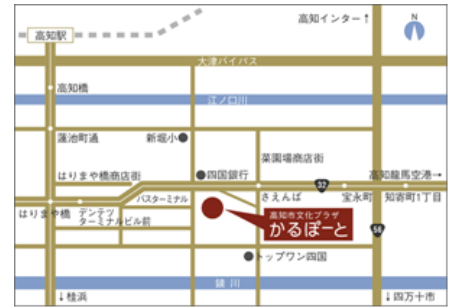 高知インター↑
N
高知駅
大津バイパス
高知橋
江ノ口川
蓮池町通
新堀小
菜園場商店街
はりまや橋商店街
四国銀行
高知龍馬空港→
32
バスターミナル
さえんば
宝永町
知寄町1丁目
はりまや橋
デンテツ
ターミナルビル前
高知市文化プラザ
かるぽーと
56
トップワン四国
鏡川
↓桂浜
↓四万十市